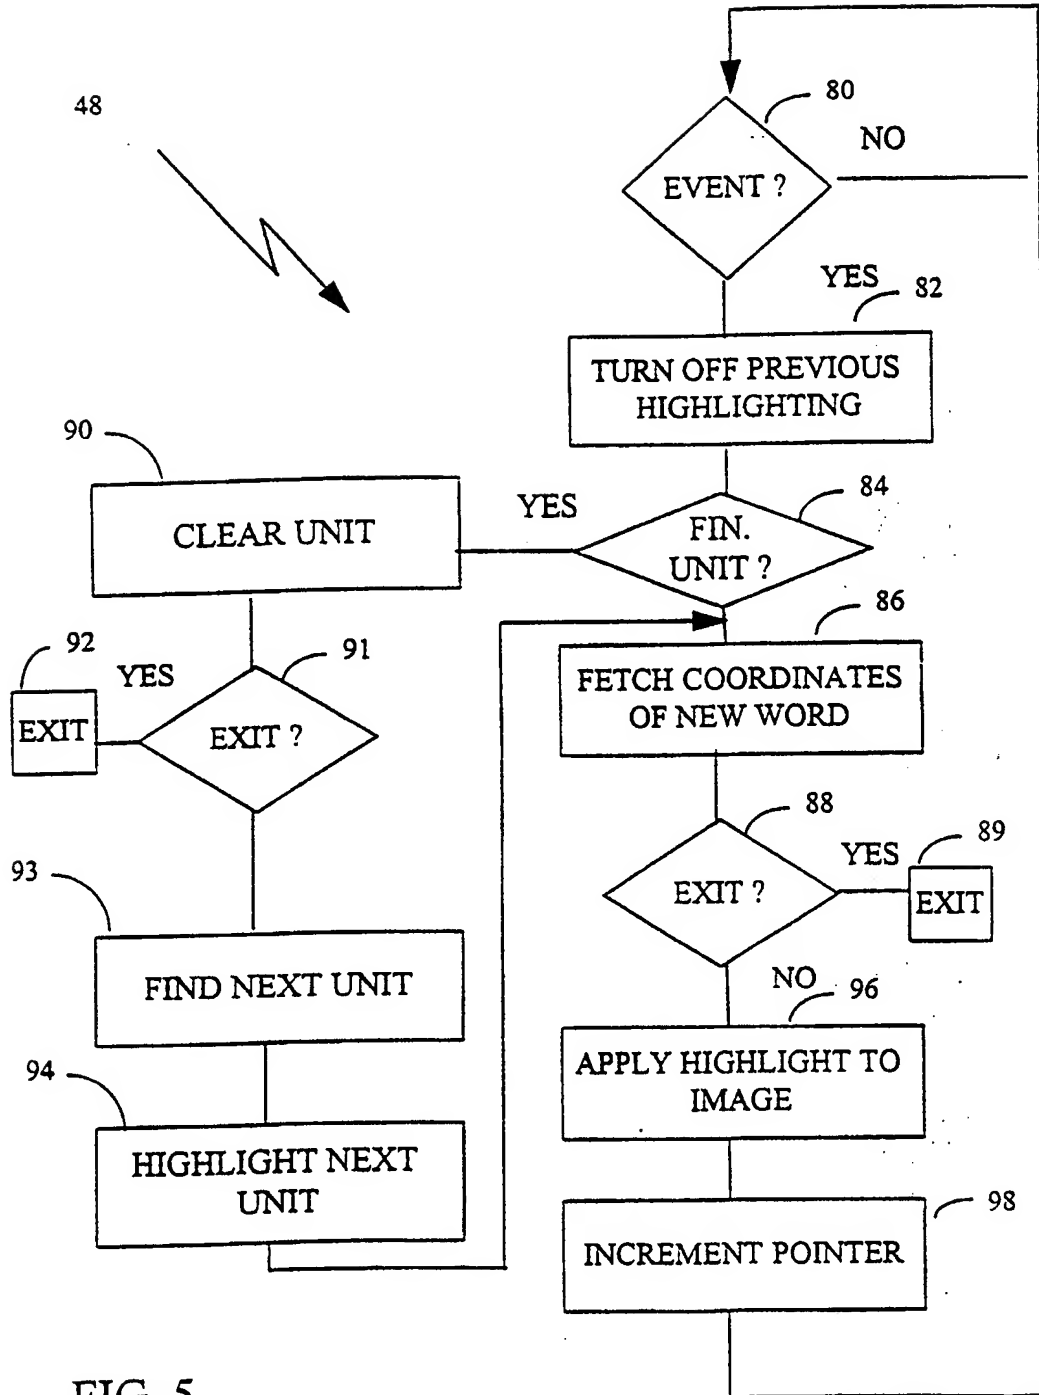 48
80
NO
EVENT ?
YES
82
TURN OFF PREVIOUS
HIGHLIGHTING
90
CLEAR UNIT
YES
84
FIN.
UNIT ?
86
FETCH COORDINATES
OF NEW WORD
92
YES
91
EXIT
EXIT ?
88
YES
89
EXIT ?
EXIT
93
FIND NEXT UNIT
NO
96
APPLY HIGHLIGHT TO
IMAGE
94
HIGHLIGHT NEXT
UNIT
98
INCREMENT POINTER
FIG. 5